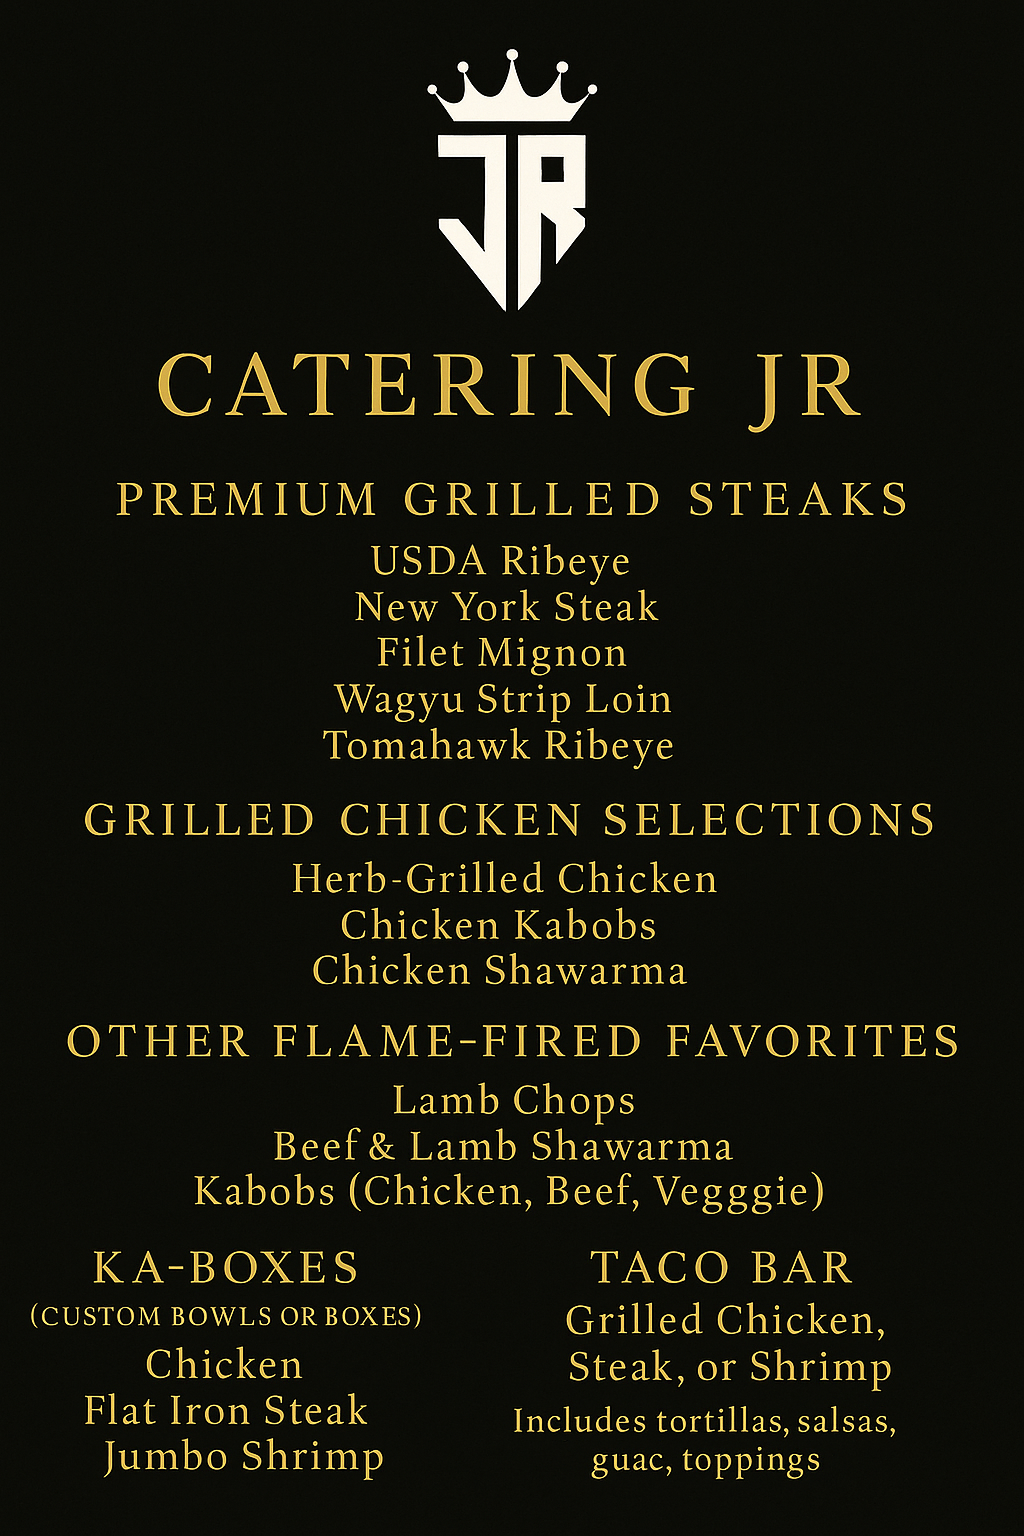 JR
CATERING JR
PREMIUM GRILLED STEAKS
USDA Ribeye
New York Steak
Filet Mignon
Wagyu Strip Loin
Tomahawk Ribeye
GRILLED CHICKEN SELECTIONS
Herb-Grilled Chicken
Chicken Kabobs
Chicken Shawarma
OTHER FLAME-FIRED FAVORITES
Lamb Chops
Beef & Lamb Shawarma
Kabobs (Chicken, Beef, Vegggie)
KA-BOXES
(CUSTOM BOWLS OR BOXES)
Chicken
Flat Iron Steak
Jumbo Shrimp
TACO BAR
Grilled Chicken,
Steak, or Shrimp
Includes tortillas, salsas,
guac, toppings